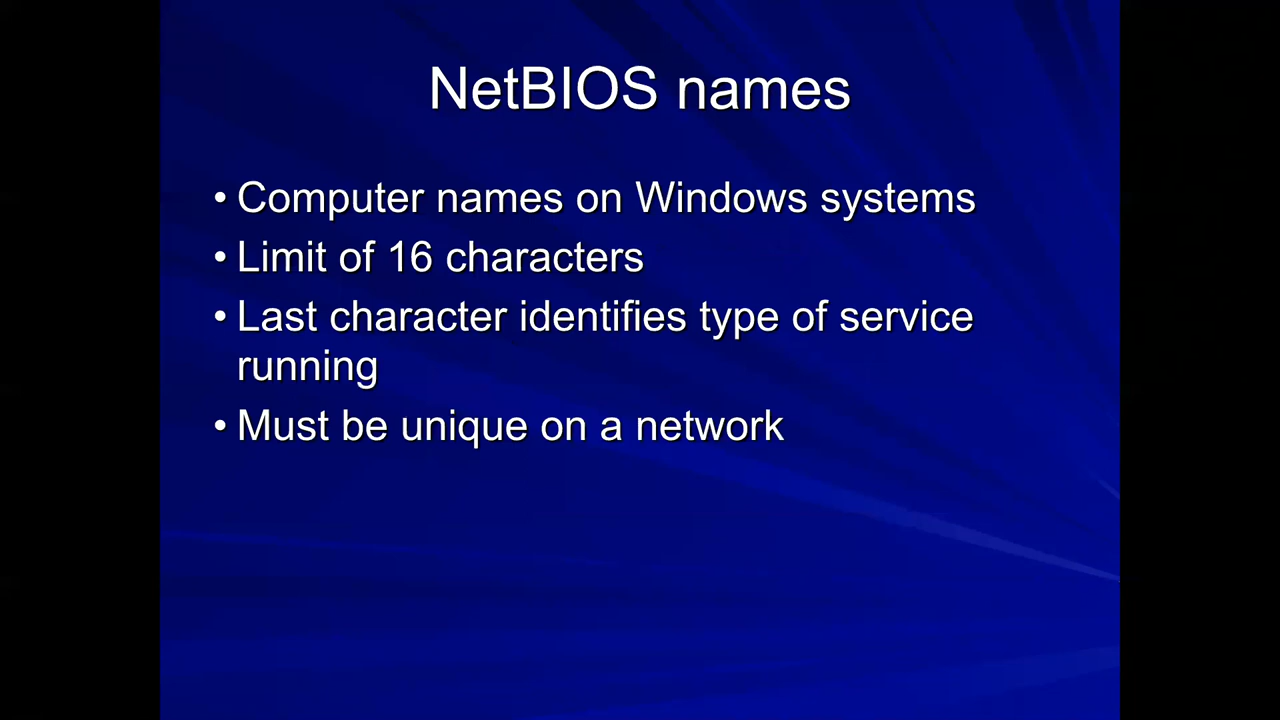 NetBIOS names
• Computer names on Windows systems
• Limit of 16 characters
• Last character identifies type of service
running
• Must be unique on a network